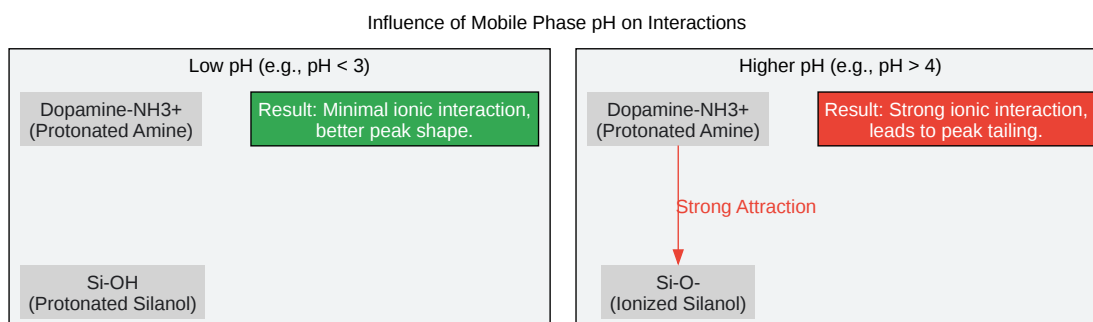 Influence of Mobile Phase pH on Interactions
Low pH (e.g., pH < 3)
Dopamine-NH3+
(Protonated Amine)
Result: Minimal ionic interaction,
better peak shape.
Si-OH
(Protonated Silanol)
Higher pH (e.g., pH > 4)
Dopamine-NH3+
(Protonated Amine)
Result: Strong ionic interaction,
leads to peak tailing.
Strong Attraction
Si-O-
(Ionized Silanol)